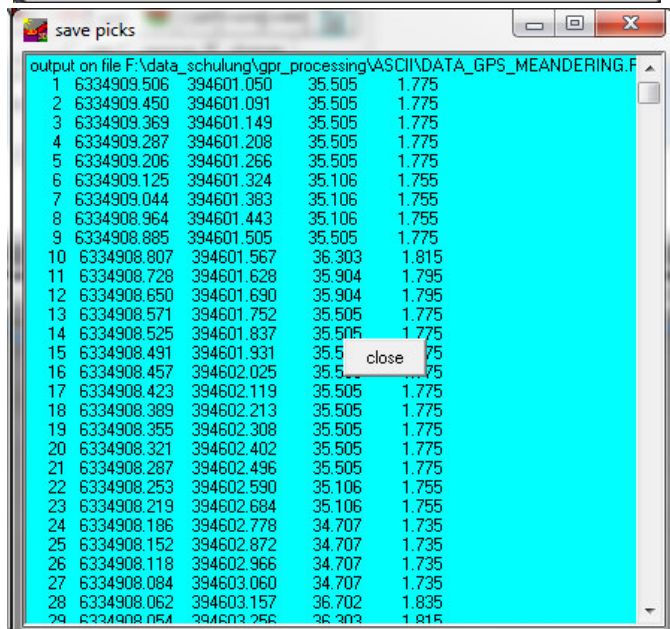 save picks
output on file F:\data_schulung\gpr_processing\ASCII\DATA_GPS_MEANDERING.F
1 6334909.506 394601.050 35.505 1.775
2 6334909.450 394601.091 35.505 1.775
3 6334909.369 394601.149 35.505 1.775
4 6334909.287 394601.208 35.505 1.775
5 6334909.206 394601.266 35.505 1.775
6 6334909.125 394601.324 35.106 1.755
7 6334909.044 394601.383 35.106 1.755
8 6334908.964 394601.443 35.106 1.755
9 6334908.885 394601.505 35.505 1.775
10 6334908.807 394601.567 36.303 1.815
11 6334908.728 394601.628 35.904 1.795
12 6334908.650 394601.690 35.904 1.795
13 6334908.571 394601.752 35.505 1.775
14 6334908.525 394601.837 35.505 1.775
15 6334908.491 394601.931
close
16 6334908.457 394602.025
17 6334908.423 394602.119 35.505 1.775
18 6334908.389 394602.213 35.505 1.775
19 6334908.355 394602.308 35.505 1.775
20 6334908.321 394602.402 35.505 1.775
21 6334908.287 394602.496 35.505 1.775
22 6334908.253 394602.590 35.106 1.755
23 6334908.219 394602.684 35.106 1.755
24 6334908.186 394602.778 34.707 1.735
25 6334908.152 394602.872 34.707 1.735
26 6334908.118 394602.966 34.707 1.735
27 6334908.084 394603.060 34.707 1.735
28 6334908.062 394603.157 36.702 1.835
29 6334908.054 394603.256 36.303 1.815